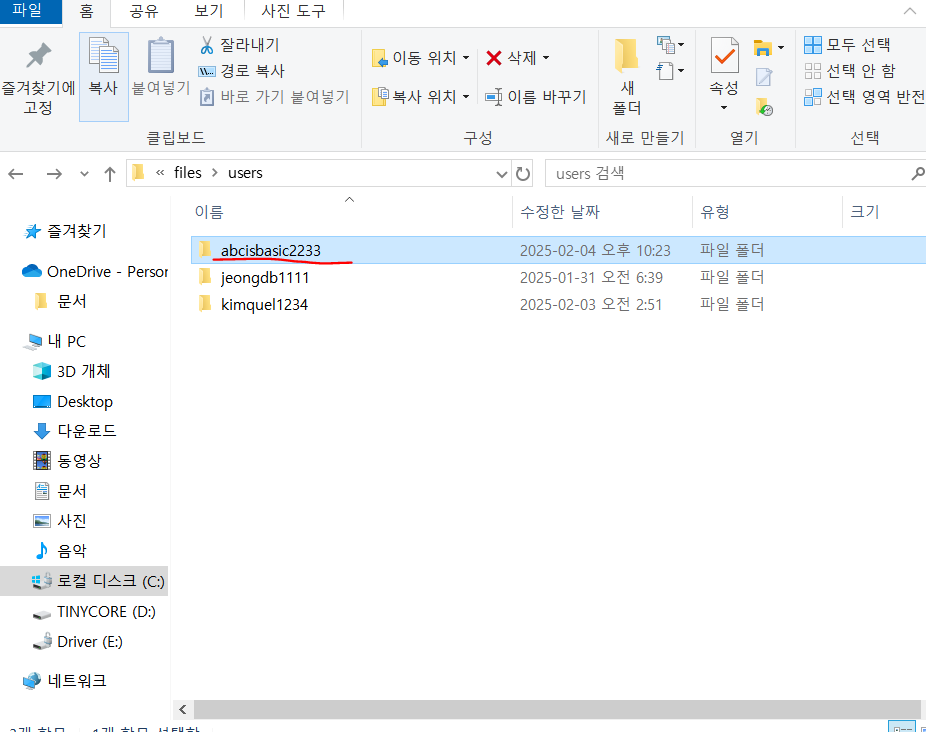 파일 홈 공유 보기 사진 도구
즐겨찾기에 고정
복사
붙여넣기
잘라내기
경로 복사
바로 가기 붙여넣기
클립보드
이동 위치
복사 위치
삭제
이름 바꾸기
구성
새 폴더
새로 만들기
속성
열기
모두 선택
선택 안 함
선택 영역 반전
선택
« files > users
users 검색
이름 수정한 날짜 유형 크기
abcisbasic2233 2025-02-04 오후 10:23 파일 폴더
jeongdb1111 2025-01-31 오전 6:39 파일 폴더
kimquel1234 2025-02-03 오전 2:51 파일 폴더
즐겨찾기
OneDrive - Person
문서
내 PC
3D 개체
Desktop
다운로드
동영상
문서
사진
음악
로컬 디스크 (C:)
TINYCORE (D:)
Driver (E:)
네트워크